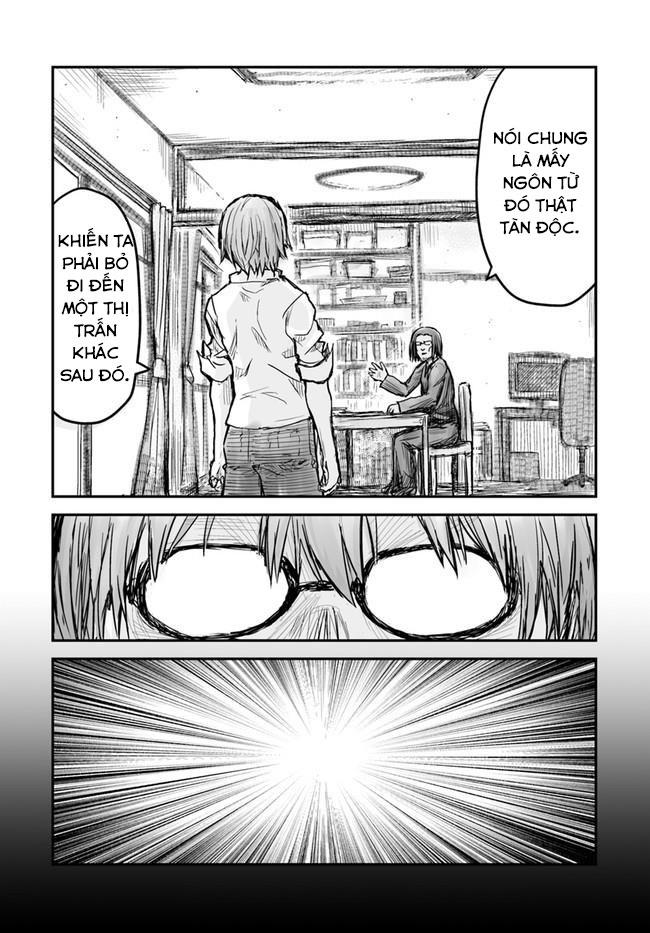 NÓI CHUNG
LÀ MẤY
NGÔN TỪ
ĐÓ THẬT
TÀN ĐỘC.
KHIẾN TA
PHẢI BỎ
ĐI ĐẾN
MỘT THỊ
TRẤN
KHÁC
SAU ĐÓ.